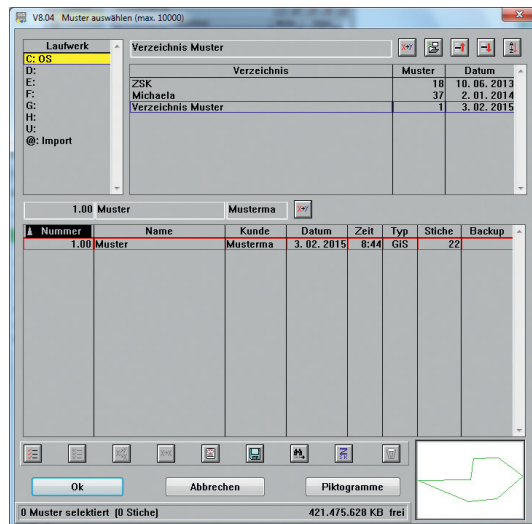 V8.04 Muster auswählen (max. 10000)
Laufwerk
C: OS
D:
E:
F:
G:
H:
U:
@: Import
Verzeichnis Muster
Verzeichnis Muster Datum
ZSK 18 10. 06. 2013
Michaela 37 2. 01. 2014
Verzeichnis Muster 1 3. 02. 2015
1.00 Muster Musterma
Nummer Name Kunde Datum Zeit Typ Stiche Backup
1.00 Muster Musterma 3. 02. 2015 8:44 GiS 22
Ok Abbrechen Piktogramme
0 Muster selektiert (0 Stiche) 421.475.628 KB frei